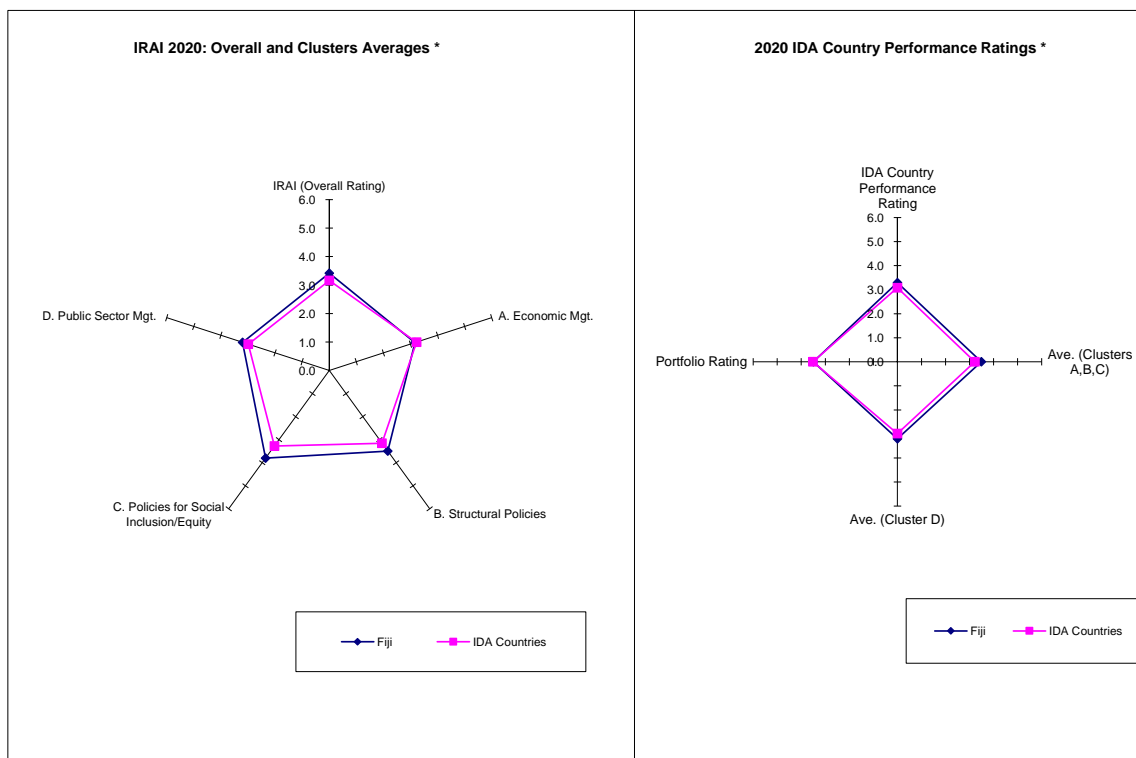 IRAI 2020: Overall and Clusters Averages *
IRAI (Overall Rating)
6.0
5.0
4.0
3.0
2.0
1.0
0.0
D. Public Sector Mgt.
A. Economic Mgt.
C. Policies for Social
Inclusion/Equity
B. Structural Policies
Fiji
IDA Countries
2020 IDA Country Performance Ratings *
IDA Country
Performance
Rating
6.0
5.0
4.0
3.0
2.0
1.0
0.0
Portfolio Rating
Ave. (Clusters
A,B,C)
Ave. (Cluster D)
Fiji
IDA Countries